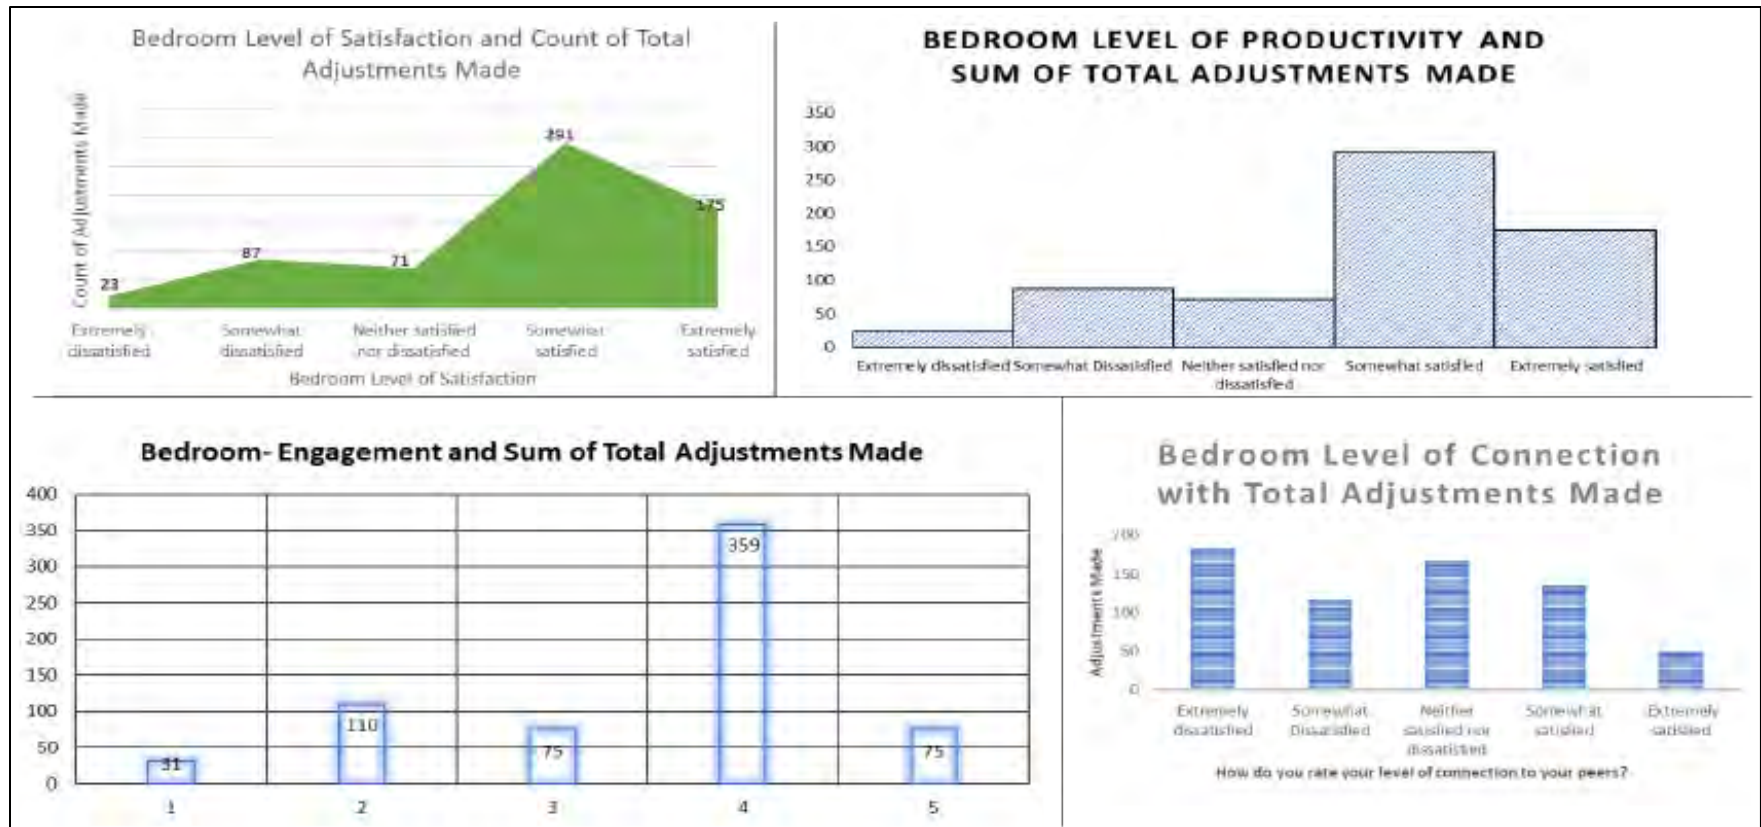 Bedroom Level of Satisfaction and Count of Total
Adjustments Made
Count of Adjustments Made
23
87
71
291
175
Extremely
dissatisfied
Somewhat
dissatisfied
Neither satisfied
nor dissatisfied
Somewhat
satisfied
Extremely
satisfied
Bedroom Level of Satisfaction
BEDROOM LEVEL OF PRODUCTIVITY AND
SUM OF TOTAL ADJUSTMENTS MADE
350
300
250
200
150
100
50
0
Extremely dissatisfied
Somewhat Dissatisfied
Neither satisfied nor
dissatisfied
Somewhat satisfied
Extremely satisfied
Bedroom- Engagement and Sum of Total Adjustments Made
400
350
300
250
200
150
100
50
0
31
110
75
359
75
1
2
3
4
5
Bedroom Level of Connection
with Total Adjustments Made
Adjustments Made
200
150
100
50
0
Extremely
dissatisfied
Somewhat
Dissatisfied
Neither
satisfied nor
dissatisfied
Somewhat
satisfied
Extremely
satisfied
How do you rate your level of connection to your peers?